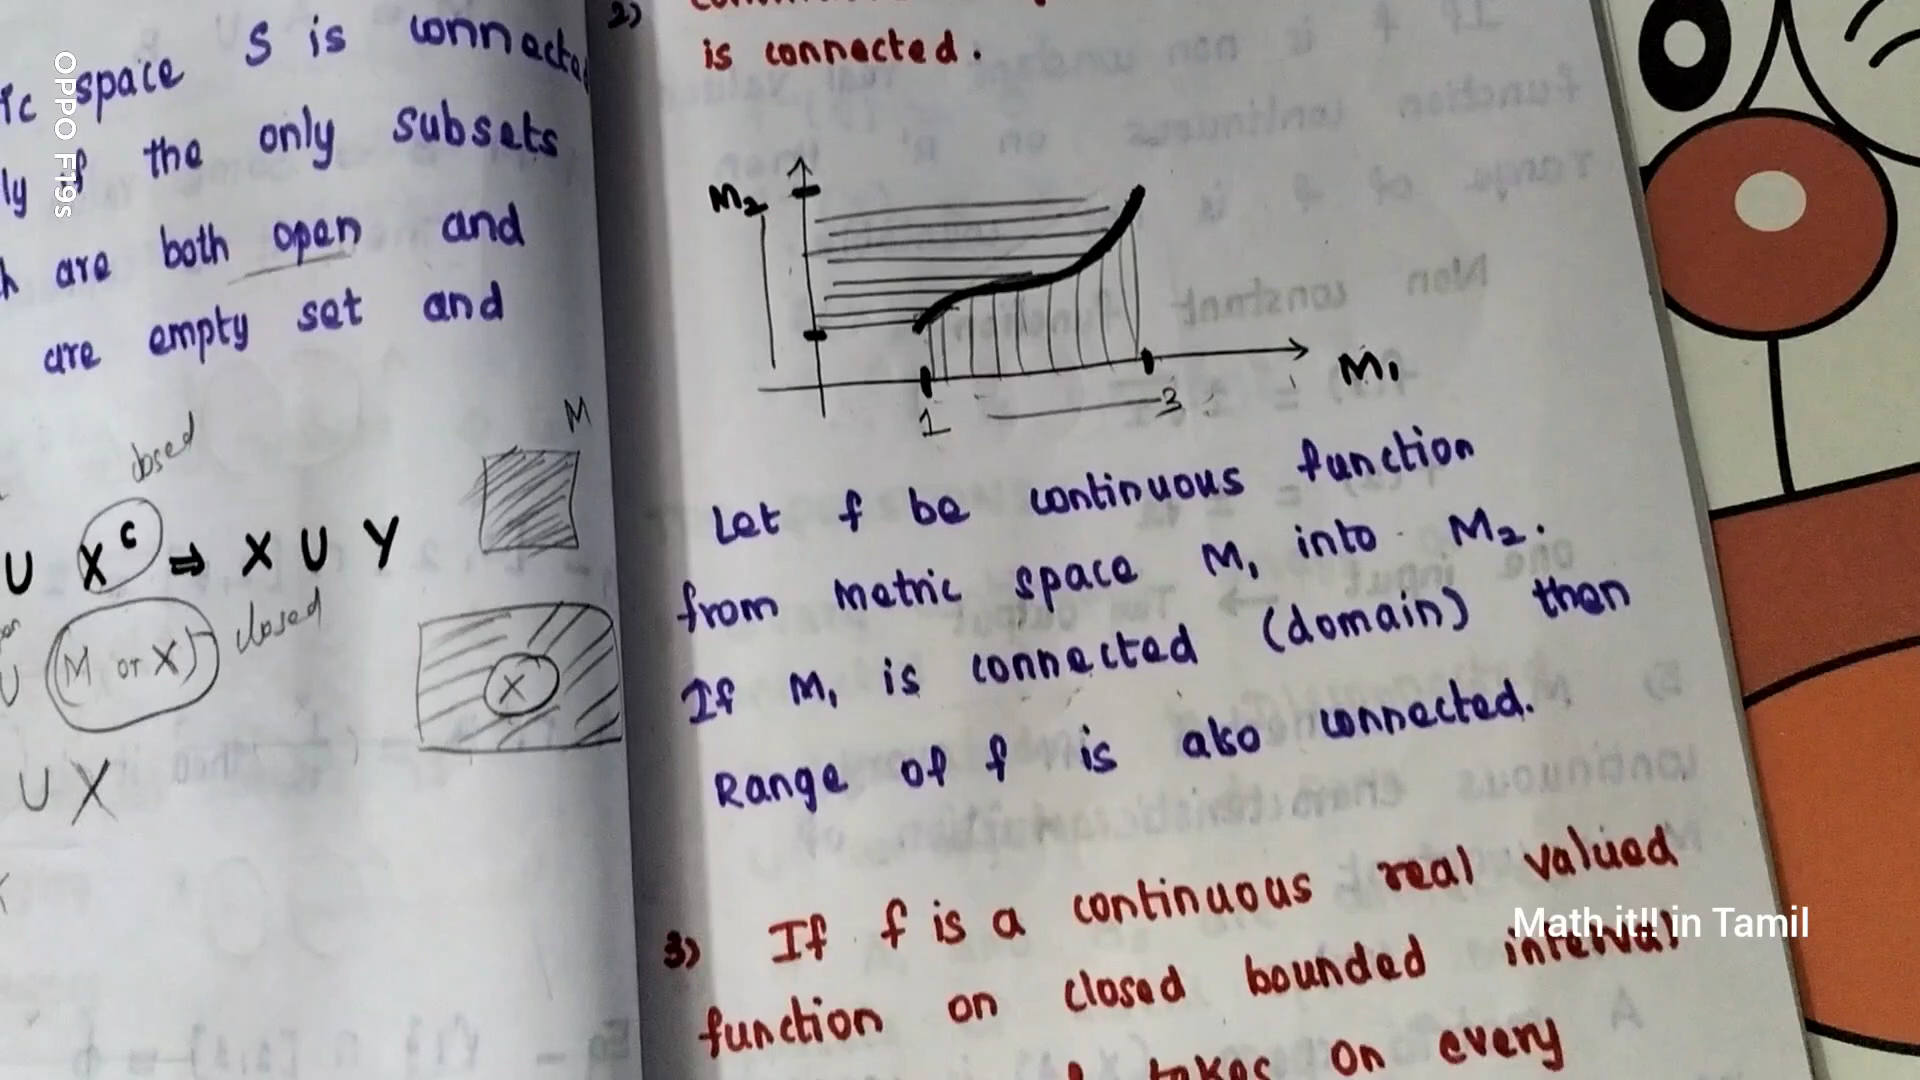 space S is connected
the only subsets
are both open and
are empty set and
closed
M
U X^c ⇒ X U Y
U (M or X) closed
X
U X
2)
is connected.
M₂
M₁
1
3
Let f be continuous function
from metric space M₁ into M₂.
If M₁ is connected (domain) then
Range of f is also connected.
3) If f is a continuous real valued
function on closed bounded interval
takes on every
Math it!! in Tamil
OPPO F19s